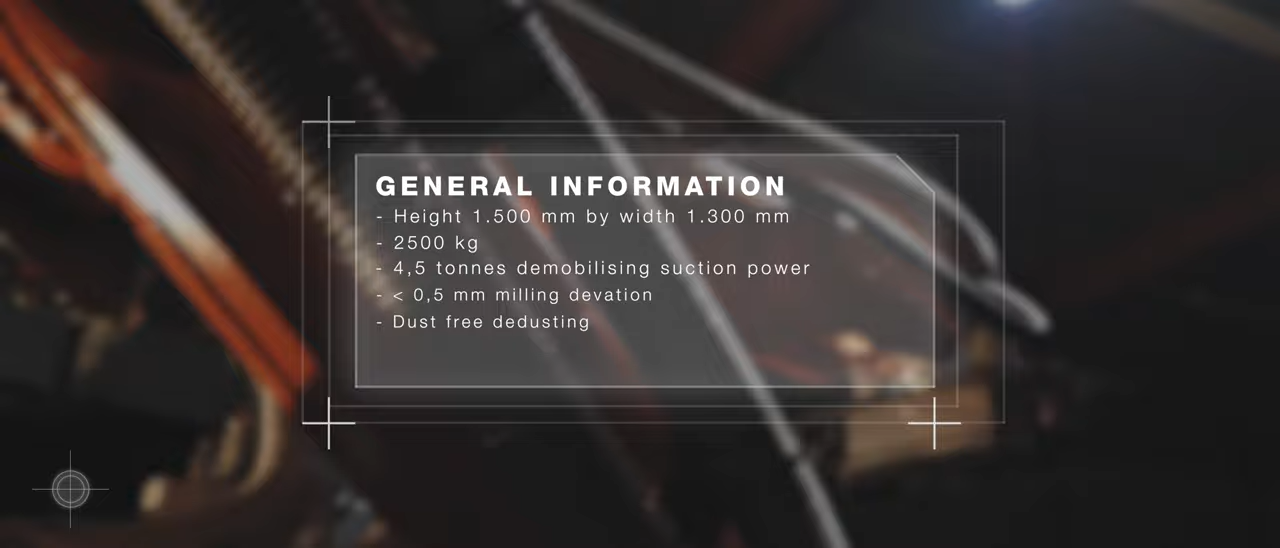 GENERAL INFORMATION
- Height 1.500 mm by width 1.300 mm
- 2500 kg
- 4,5 tonnes demobilising suction power
- < 0,5 mm milling devation
- Dust free dedusting